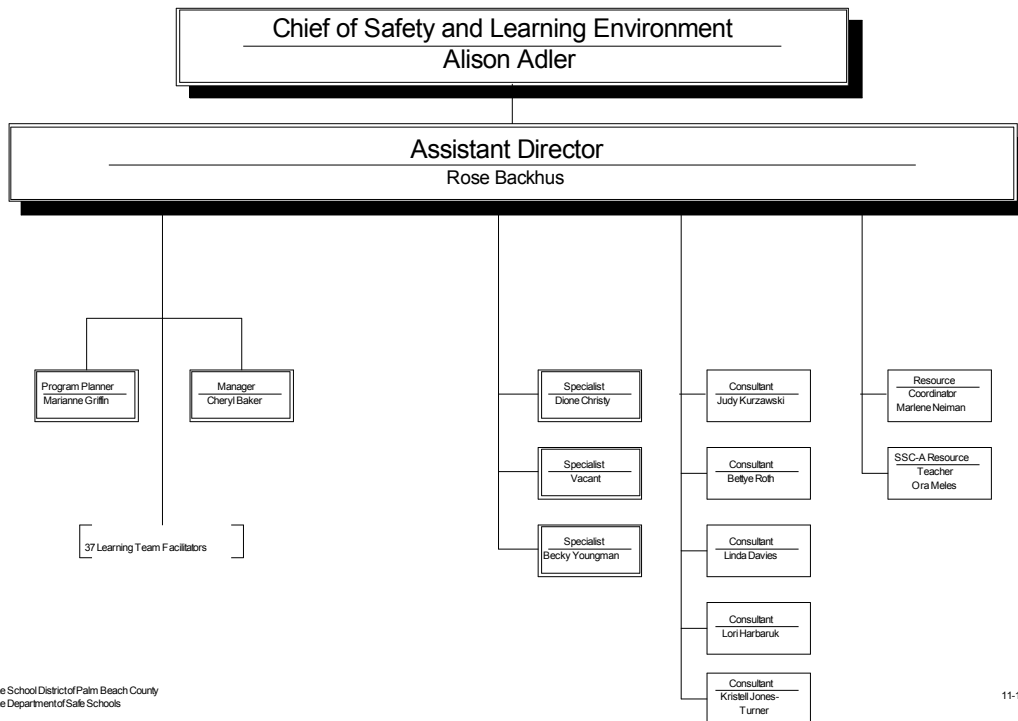 Chief of Safety and Learning Environment
Alison Adler
Assistant Director
Rose Backhus
Program Planner
Marianne Griffin
Manager
Cheryl Baker
37 Learning Team Facilitators
Specialist
Dione Christy
Specialist
Vacant
Specialist
Becky Youngman
Consultant
Judy Kurzawski
Consultant
Bettye Roth
Consultant
Linda Davies
Consultant
Lori Harbaruk
Consultant
Kristell Jones-
Turner
Resource
Coordinator
Marlene Neiman
SSC-A Resource
Teacher
Ora Meles
e School District of Palm Beach County
e Department of Safe Schools
11-1